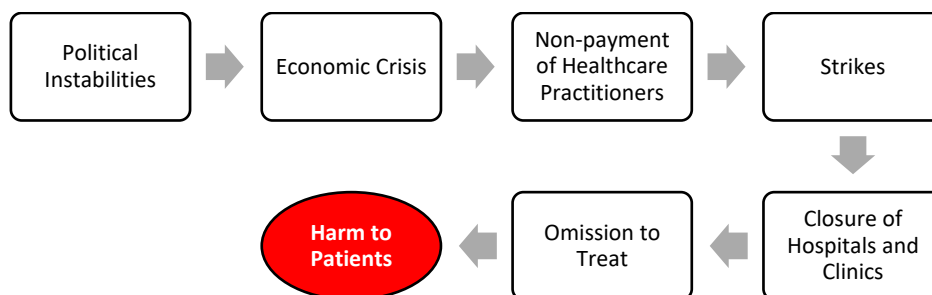 Political
Instabilities
Economic Crisis
Non-payment
of Healthcare
Practitioners
Strikes
Closure of
Hospitals and
Clinics
Omission to
Treat
Harm to
Patients